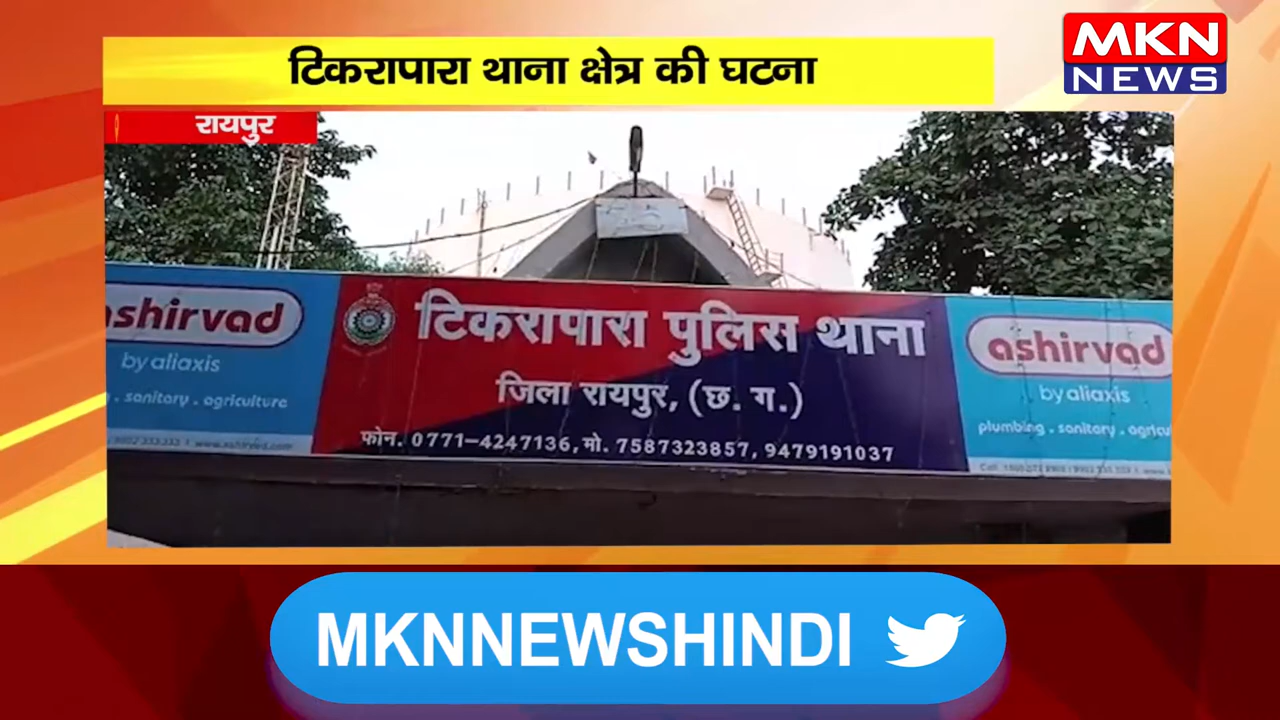 टिकरापारा थाना क्षेत्र की घटना
MKN
NEWS
रायपुर
ashirvad
by aliaxis
. sanitary . agriculture
टिकरापारा पुलिस थाना
जिला रायपुर, (छ. ग.)
फोन. 0771-4247136, मो. 7587323857, 9479191037
ashirvad
by aliaxis
plumbing . sanitary . agricu
MKNNEWSHINDI